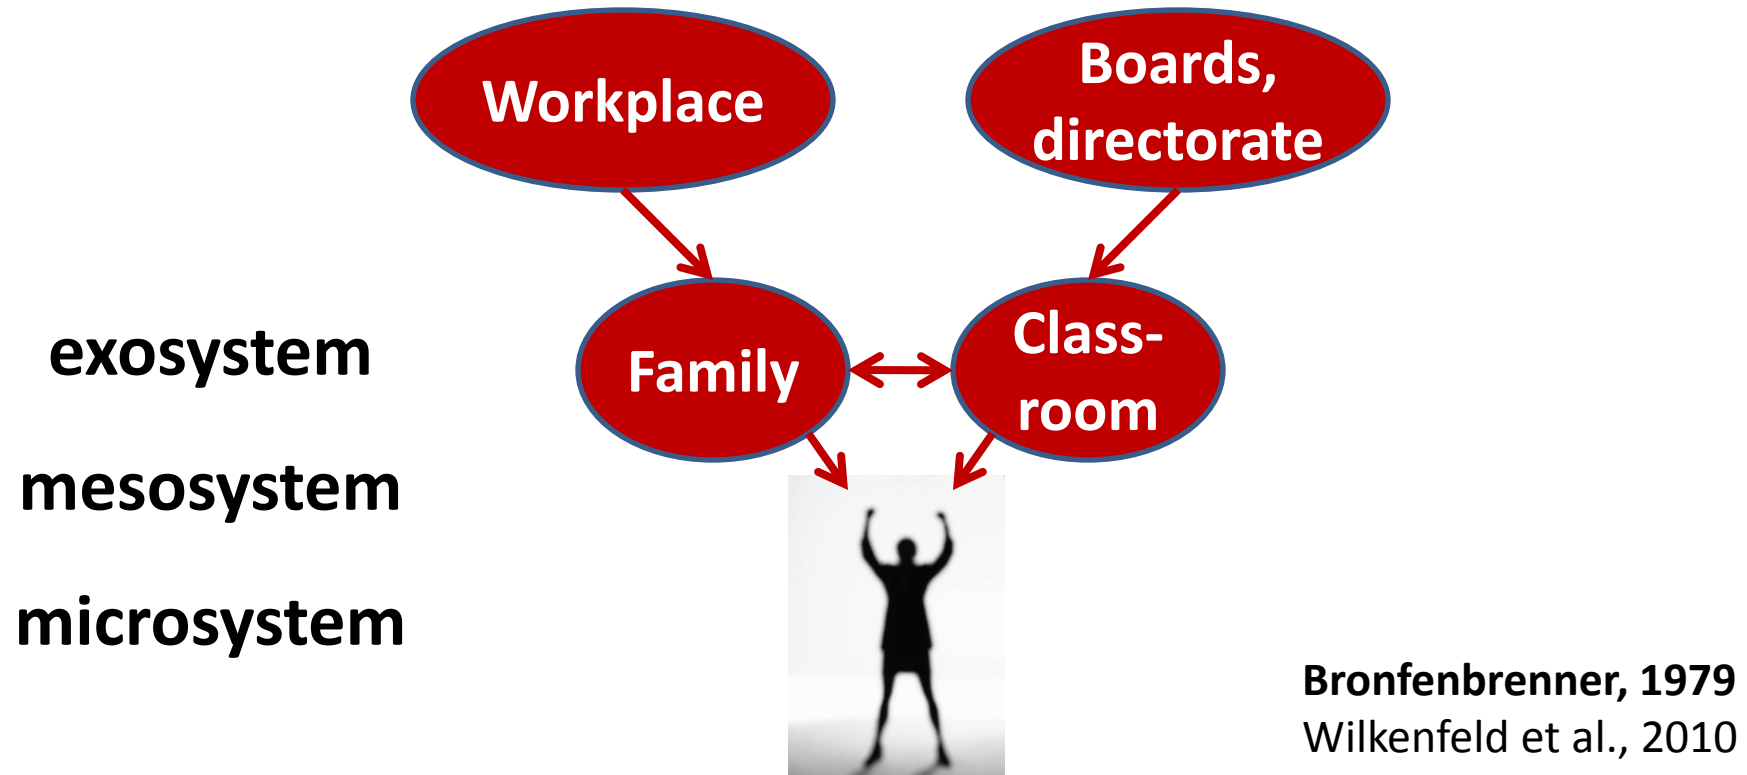 Workplace
Boards,
directorate
exosystem
Family
Class-
room
mesosystem
microsystem
Bronfenbrenner, 1979
Wilkenfeld et al., 2010